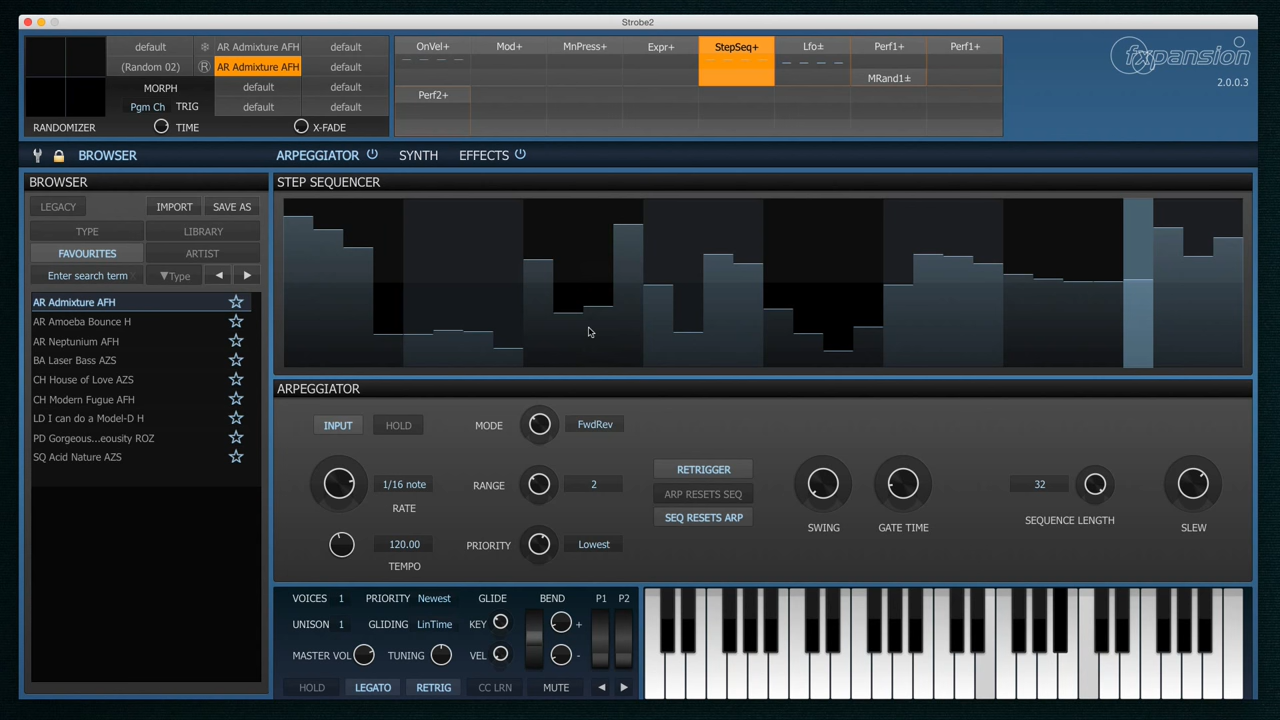 Strobe2
default ❄ AR Admixture AFH default
(Random 02) R AR Admixture AFH default
MORPH default default
Pgm Ch TRIG default default
RANDOMIZER TIME X-FADE
OnVel+ Mod+ MnPress+ Expr+ StepSeq+ Lfo± Perf1+ Perf1+
MRand1±
Perf2+
fxpansion
2.0.0.3
BROWSER ARPEGGIATOR SYNTH EFFECTS
BROWSER
LEGACY IMPORT SAVE AS
TYPE LIBRARY
FAVOURITES ARTIST
Enter search term ▼Type ◀ ▶
AR Admixture AFH
AR Amoeba Bounce H
AR Neptunium AFH
BA Laser Bass AZS
CH House of Love AZS
CH Modern Fugue AFH
LD I can do a Model-D H
PD Gorgeous...eousity ROZ
SQ Acid Nature AZS
STEP SEQUENCER
ARPEGGIATOR
INPUT HOLD MODE FwdRev
RETRIGGER
1/16 note RANGE 2 ARP RESETS SEQ 32
RATE
SEQ RESETS ARP SWING GATE TIME SEQUENCE LENGTH SLEW
120.00 PRIORITY Lowest
TEMPO
VOICES 1 PRIORITY Newest GLIDE BEND P1 P2
UNISON 1 GLIDING LinTime KEY +
MASTER VOL TUNING VEL -
HOLD LEGATO RETRIG CC LRN MUTE ◀ ▶